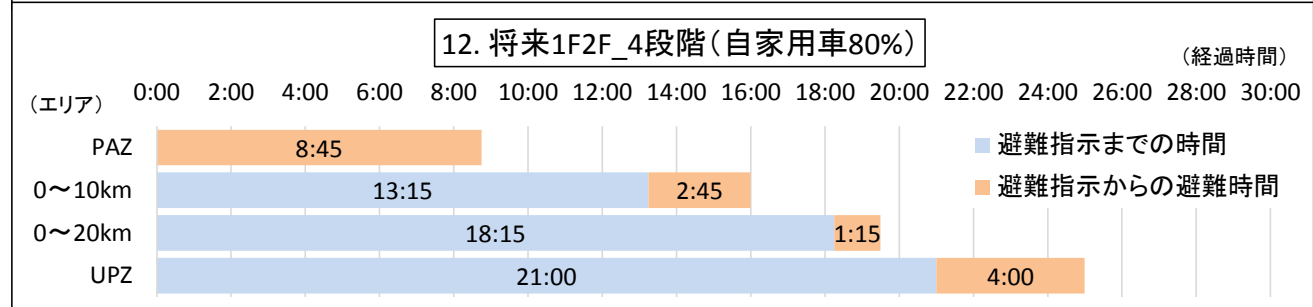 12. 将来1F2F_4段階（自家用車80%）
（経過時間）
（エリア） 0:00 2:00 4:00 6:00 8:00 10:00 12:00 14:00 16:00 18:00 20:00 22:00 24:00 26:00 28:00 30:00
PAZ 8:45 避難指示までの時間
0～10km 13:15 2:45 避難指示からの避難時間
0～20km 18:15 1:15
UPZ 21:00 4:00